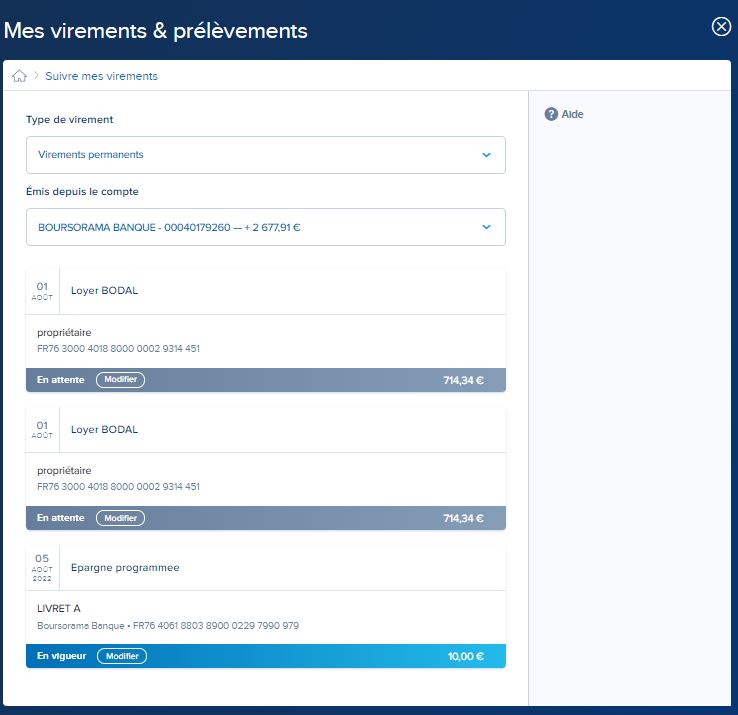 Mes virements & prélèvements
Suivre mes virements
Type de virement
Virements permanents
Émis depuis le compte
BOURSORAMA BANQUE - 00040179260 — + 2 677,91 €
? Aide
01
AOÛT
Loyer BODAL
propriétaire
FR76 3000 4018 8000 0002 9314 451
En attente Modifier 714,34 €
01
AOÛT
Loyer BODAL
propriétaire
FR76 3000 4018 8000 0002 9314 451
En attente Modifier 714,34 €
05
AOÛT
2022
Epargne programmee
LIVRET A
Boursorama Banque • FR76 4061 8803 8900 0229 7990 979
En vigueur Modifier 10,00 €